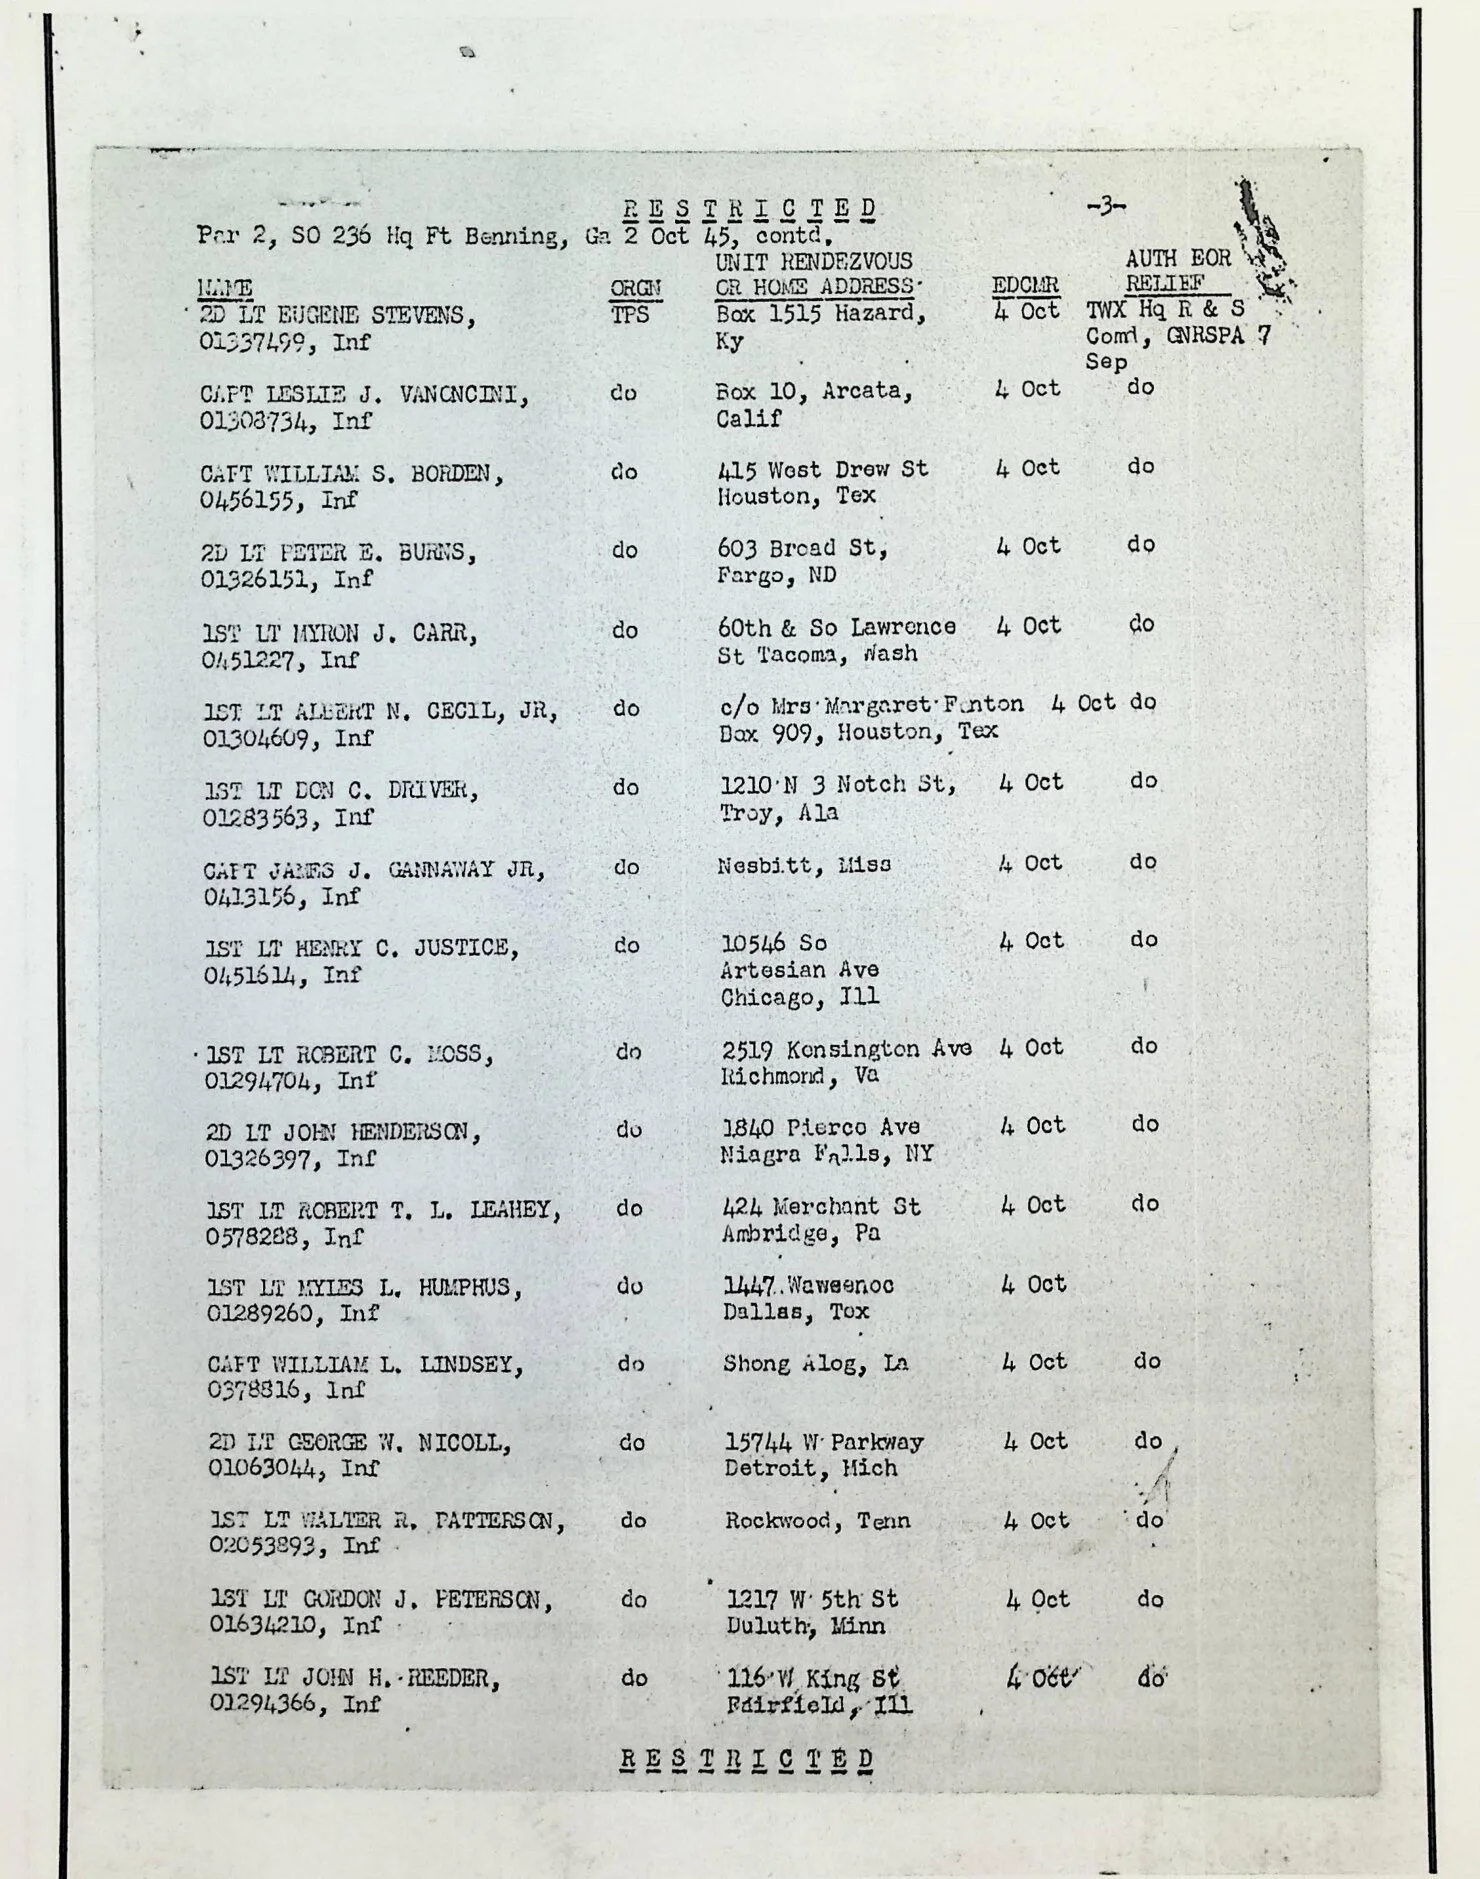 RESTRICTED -3-
Par 2, SO 236 Hq Ft Benning, Ga 2 Oct 45, contd.
UNIT RENDEZVOUS AUTH EOR
NAME ORGN OR HOME ADDRESS EDCMR RELIEF
2D LT EUGENE STEVENS, TPS Box 1515 Hazard, 4 Oct TWX Hq R & S
01337499, Inf Ky Comd, GNRSPA 7
Sep
CAPT LESLIE J. VANONCINI, do Box 10, Arcata, 4 Oct do
01308734, Inf Calif
CAPT WILLIAM S. BORDEN, do 415 West Drew St 4 Oct do
0456155, Inf Houston, Tex
2D LT PETER E. BURNS, do 603 Broad St, 4 Oct do
01326151, Inf Fargo, ND
1ST LT MYRON J. CARR, do 60th & So Lawrence 4 Oct do
0451227, Inf St Tacoma, Wash
1ST LT ALBERT N. CECIL, JR, do c/o Mrs Margaret Fenton 4 Oct do
01304609, Inf Box 909, Houston, Tex
1ST LT DON C. DRIVER, do 1210 N 3 Notch St, 4 Oct do
01283563, Inf Troy, Ala
CAPT JAMES J. GANNAWAY JR, do Nesbitt, Miss 4 Oct do
0413156, Inf
1ST LT HENRY C. JUSTICE, do 10546 So 4 Oct do
0451614, Inf Artesian Ave
Chicago, Ill
1ST LT ROBERT C. MOSS, do 2519 Kensington Ave 4 Oct do
01294704, Inf Richmond, Va
2D LT JOHN HENDERSON, do 1840 Pierce Ave 4 Oct do
01326397, Inf Niagra Falls, NY
1ST LT ROBERT T. L. LEAHEY, do 424 Merchant St 4 Oct do
0578288, Inf Ambridge, Pa
1ST LT MYLES L. HUMPHUS, do 1447 Waweenoc 4 Oct
01289260, Inf Dallas, Tex
CAPT WILLIAM L. LINDSEY, do Shong Alog, La 4 Oct do
0378816, Inf
2D LT GEORGE W. NICOLL, do 15744 W Parkway 4 Oct do
01063044, Inf Detroit, Mich
1ST LT WALTER R. PATTERSON, do Rockwood, Tenn 4 Oct do
02053893, Inf
1ST LT GORDON J. PETERSON, do 1217 W 5th St 4 Oct do
01634210, Inf Duluth, Minn
1ST LT JOHN H. REEDER, do 116 W King St 4 Oct do
01294366, Inf Fairfield, Ill
RESTRICTED